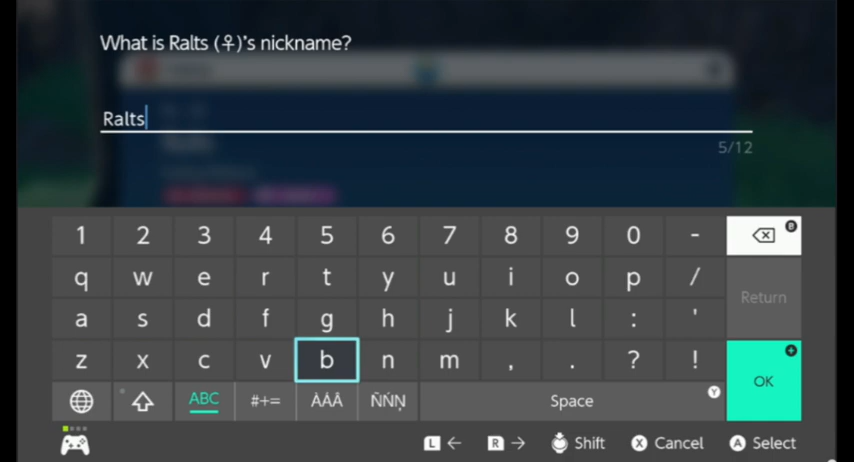 What is Ralts (♀)'s nickname?
Ralts
5/12
1 2 3 4 5 6 7 8 9 0 -
q w e r t y u i o p /
Return
a s d f g h j k l : '
z x c v b n m , . ? !
OK
ABC #+= ÀÁÂ ÑŃŅ Space Y
L ← R → Shift X Cancel A Select